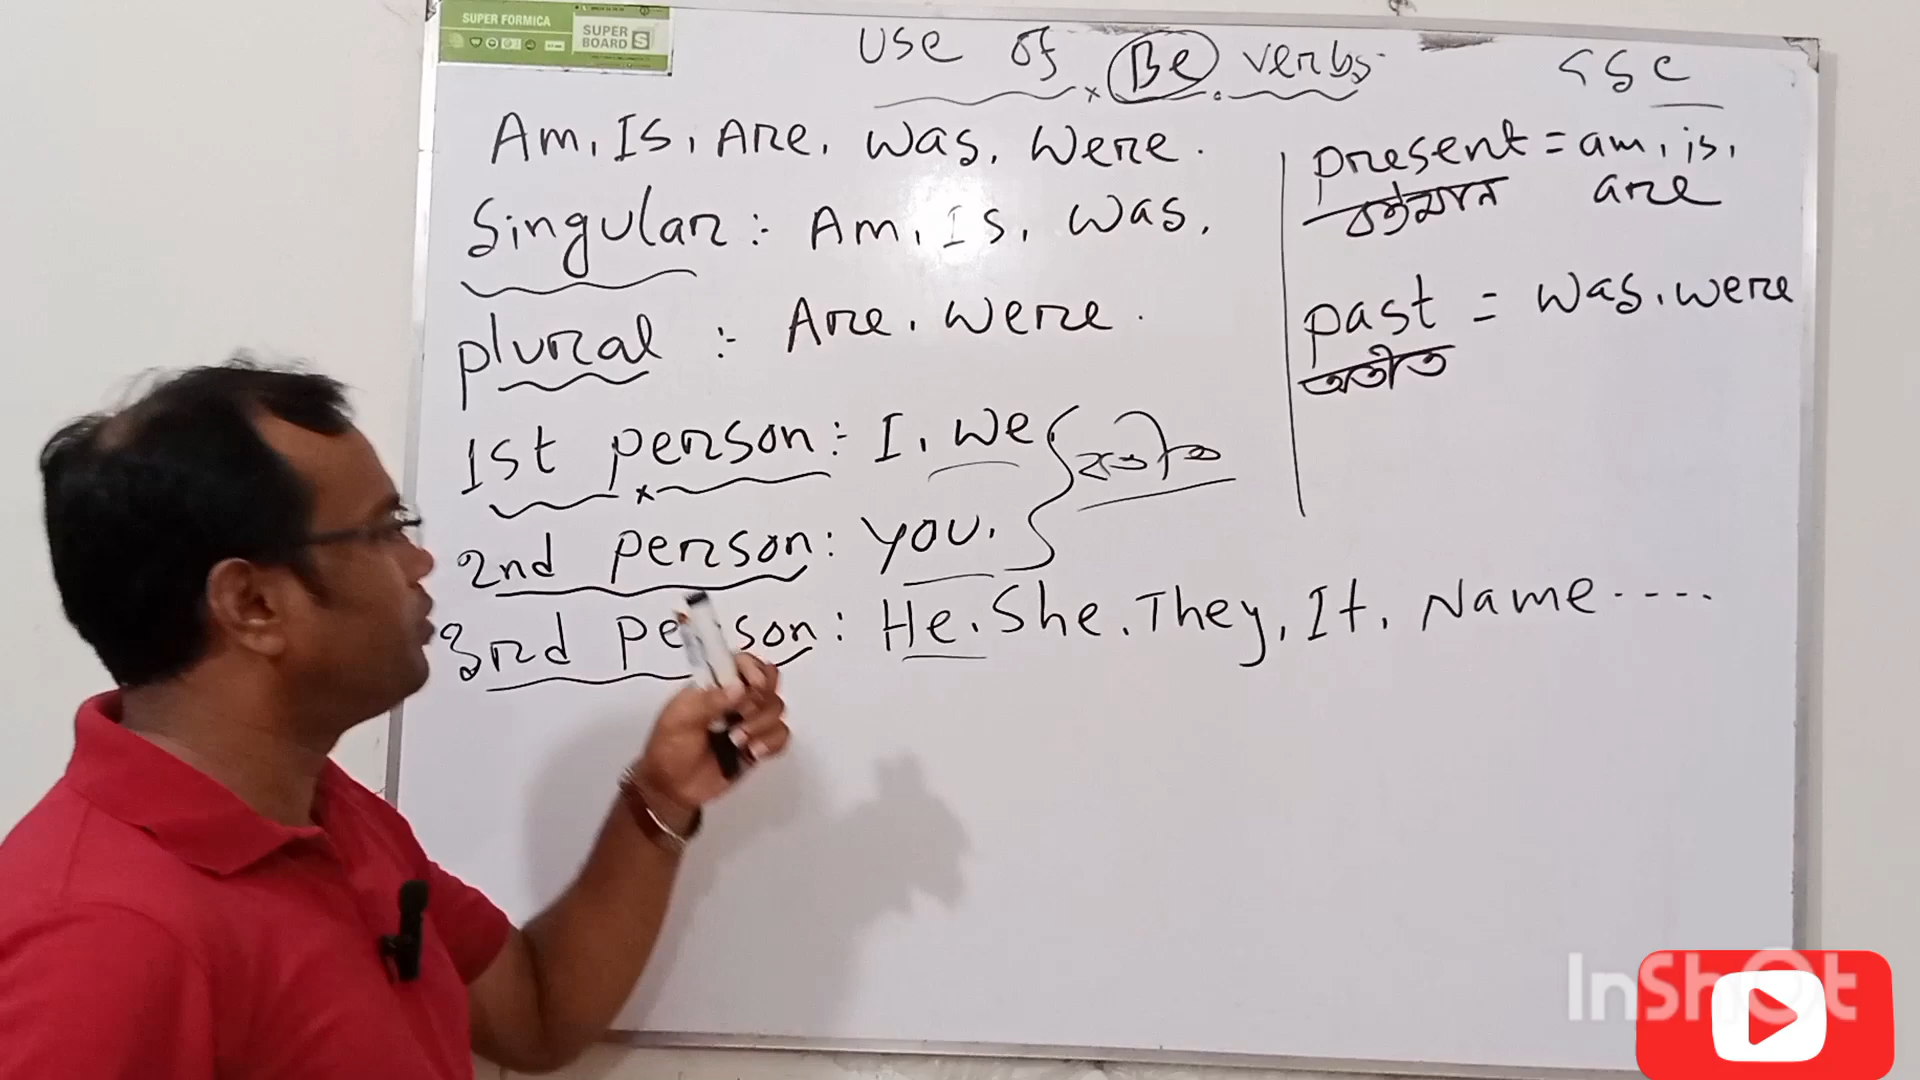 SUPER FORMICA
SUPER
BOARD S
Use of Be verbs
Am, Is, Are, Was, Were.
Singular :- Am, Is, Was,
plural :- Are, Were.
1st person :- I, We
2nd person : you.
3rd person : He, She, They, It, Name.....
present = am, is,
are
বর্তমান
past = was, were
অতীত
InShOt